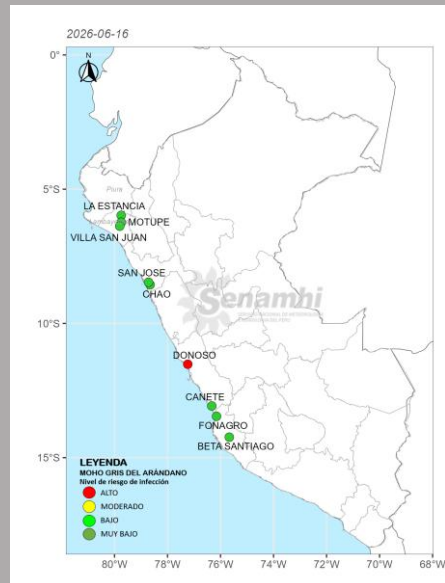 2026-06-16
N
0°
Piura
LA ESTANCIA
5°S
MOTUPE
VILLA SAN JUAN
SAN JOSE
CHAO
Senamhi
10°S
DONOSO
CANETE
FONAGRO
BETA SANTIAGO
15°S
LEYENDA
MOHO GRIS DEL ARÁNDANO
Nivel de riesgo de infección
ALTO
MODERADO
BAJO
MUY BAJO
80°W 78°W 76°W 74°W 72°W 70°W 68°W